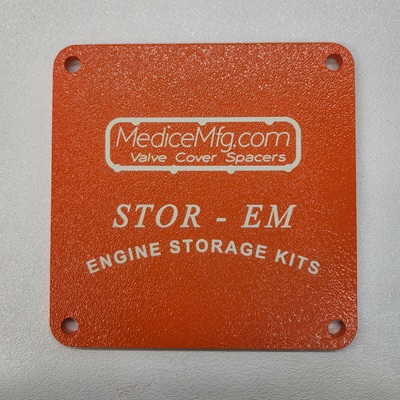 MediceMfg.com
Valve Cover Spacers
STOR - EM
ENGINE STORAGE KITS